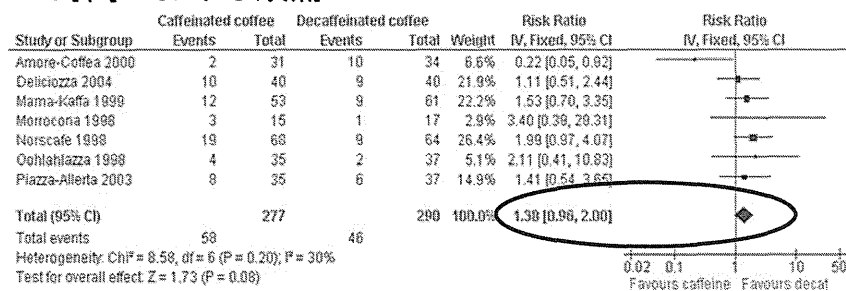 Caffeinated coffee Decaffeinated coffee Risk Ratio Risk Ratio
Study or Subgroup Events Total Events Total Weight IV, Fixed, 95% CI IV, Fixed, 95% CI
Amore-Coffea 2000 2 31 10 34 6.6% 0.22 [0.05, 0.92]
Deliciozza 2004 10 40 9 40 21.9% 1.11 [0.51, 2.44]
Mama-Kaffa 1999 12 53 9 61 22.2% 1.53 [0.70, 3.35]
Morrocona 1998 3 15 1 17 2.9% 3.40 [0.39, 29.31]
Norscafe 1998 19 68 9 64 26.4% 1.99 [0.97, 4.07]
Oohlahlazza 1998 4 35 2 37 5.1% 2.11 [0.41, 10.83]
Piazza-Allerta 2003 8 35 6 37 14.9% 1.41 [0.54, 3.65]
Total (95% CI) 277 290 100.0% 1.38 [0.96, 2.00]
Total events 58 46
Heterogeneity: Chi² = 8.58, df = 6 (P = 0.20); I² = 30%
Test for overall effect: Z = 1.73 (P = 0.08)
0.02 0.1 1 10 50
Favours caffeine Favours decaf